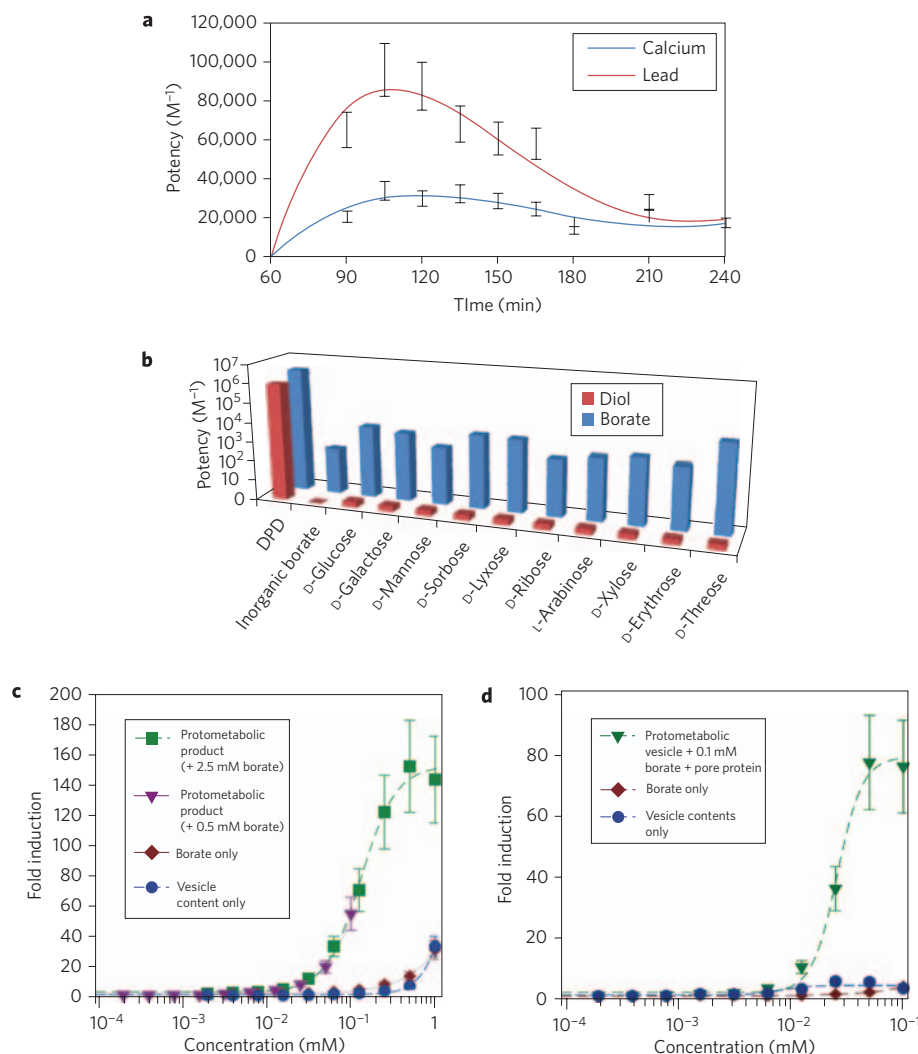 a
120,000
100,000
80,000
60,000
40,000
20,000
0
Potency (M⁻¹)
Calcium
Lead
60 90 120 150 180 210 240
TIme (min)
b
10⁷
10⁶
10⁵
10⁴
10³
10²
10
0
Potency (M⁻¹)
Diol
Borate
DPD
Inorganic borate
D-Glucose
D-Galactose
D-Mannose
D-Sorbose
D-Lyxose
D-Ribose
L-Arabinose
D-Xylose
D-Erythrose
D-Threose
c
200
180
160
140
120
100
80
60
40
20
0
Fold induction
Protometabolic
product
(+ 2.5 mM borate)
Protometabolic
product
(+ 0.5 mM borate)
Borate only
Vesicle
content only
10⁻⁴ 10⁻³ 10⁻² 10⁻¹ 1
Concentration (mM)
d
100
80
60
40
20
0
Fold induction
Protometabolic
vesicle + 0.1 mM
borate + pore protein
Borate only
Vesicle contents
only
10⁻⁴ 10⁻³ 10⁻² 10⁻¹
Concentration (mM)